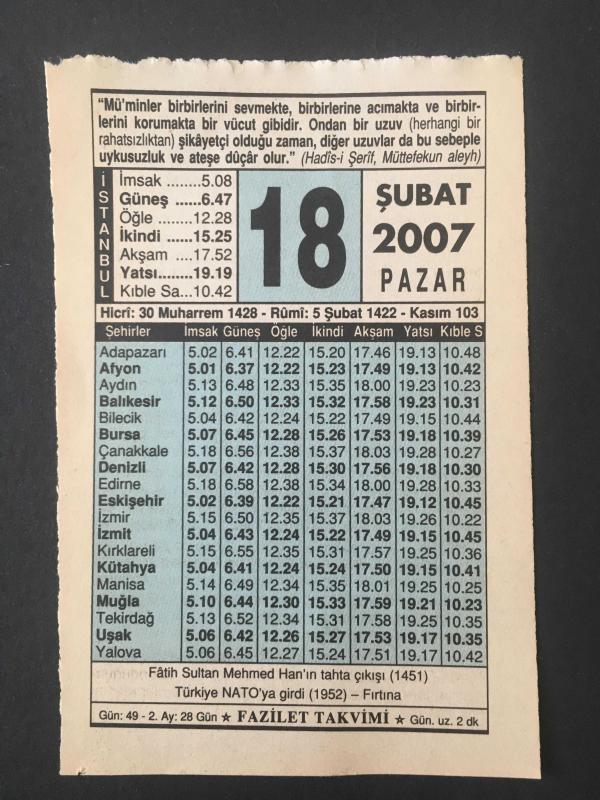 “Mü’minler birbirlerini sevmekte, birbirlerine acımakta ve birbir-
lerini korumakta bir vücut gibidir. Ondan bir uzuv (herhangi bir
rahatsızlıktan) şikâyetçi olduğu zaman, diğer uzuvlar da bu sebeple
uykusuzluk ve ateşe dûçâr olur.” (Hadîs-i Şerîf, Müttefekun aleyh)
İSTANBUL
İmsak ........5.08
Güneş ......6.47
Öğle ........12.28
İkindi ......15.25
Akşam ....17.52
Yatsı........19.19
Kıble Sa...10.42
18
ŞUBAT
2007
PAZAR
Hicrî: 30 Muharrem 1428 - Rûmî: 5 Şubat 1422 - Kasım 103
Şehirler İmsak Güneş Öğle İkindi Akşam Yatsı Kıble S
Adapazarı 5.02 6.41 12.22 15.20 17.46 19.13 10.48
Afyon 5.01 6.37 12.22 15.23 17.49 19.13 10.42
Aydın 5.13 6.48 12.33 15.35 18.00 19.23 10.23
Balıkesir 5.12 6.50 12.33 15.32 17.58 19.23 10.31
Bilecik 5.04 6.42 12.24 15.22 17.49 19.15 10.44
Bursa 5.07 6.45 12.28 15.26 17.53 19.18 10.39
Çanakkale 5.18 6.56 12.38 15.37 18.03 19.28 10.27
Denizli 5.07 6.42 12.28 15.30 17.56 19.18 10.30
Edirne 5.18 6.58 12.38 15.34 18.00 19.28 10.33
Eskişehir 5.02 6.39 12.22 15.21 17.47 19.12 10.45
İzmir 5.15 6.50 12.35 15.37 18.03 19.26 10.22
İzmit 5.04 6.43 12.24 15.22 17.49 19.15 10.45
Kırklareli 5.15 6.55 12.35 15.31 17.57 19.25 10.36
Kütahya 5.04 6.41 12.24 15.24 17.50 19.15 10.41
Manisa 5.14 6.49 12.34 15.35 18.01 19.25 10.25
Muğla 5.10 6.44 12.30 15.33 17.59 19.21 10.23
Tekirdağ 5.13 6.52 12.34 15.31 17.58 19.25 10.35
Uşak 5.06 6.42 12.26 15.27 17.53 19.17 10.35
Yalova 5.06 6.45 12.27 15.24 17.51 19.17 10.42
Fâtih Sultan Mehmed Han’ın tahta çıkışı (1451)
Türkiye NATO’ya girdi (1952) – Fırtına
Gün: 49 - 2. Ay: 28 Gün ★ FAZİLET TAKVİMİ ★ Gün. uz. 2 dk